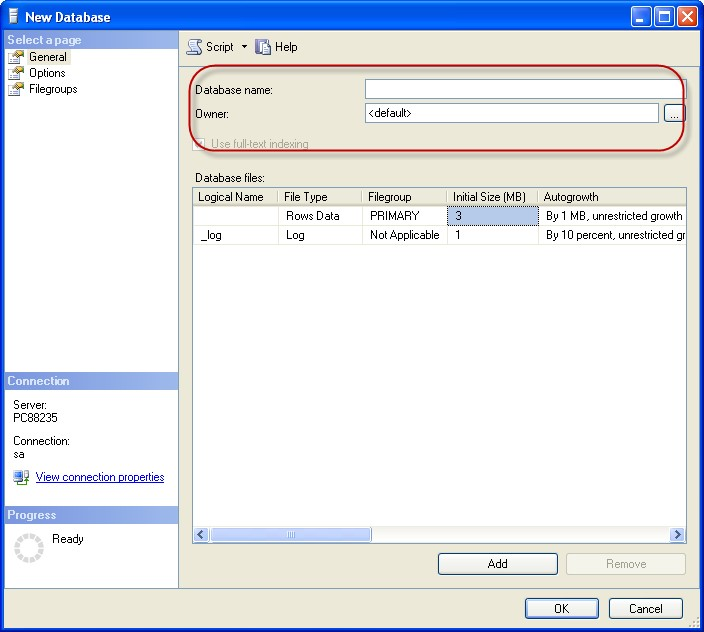 New Database
Select a page
General
Options
Filegroups
Script Help
Database name:
Owner: <default> ...
Use full-text indexing
Database files:
Logical Name File Type Filegroup Initial Size (MB) Autogrowth
Rows Data PRIMARY 3 By 1 MB, unrestricted growth
_log Log Not Applicable 1 By 10 percent, unrestricted gr
Connection
Server:
PC88235
Connection:
sa
View connection properties
Progress
Ready
Add Remove
OK Cancel